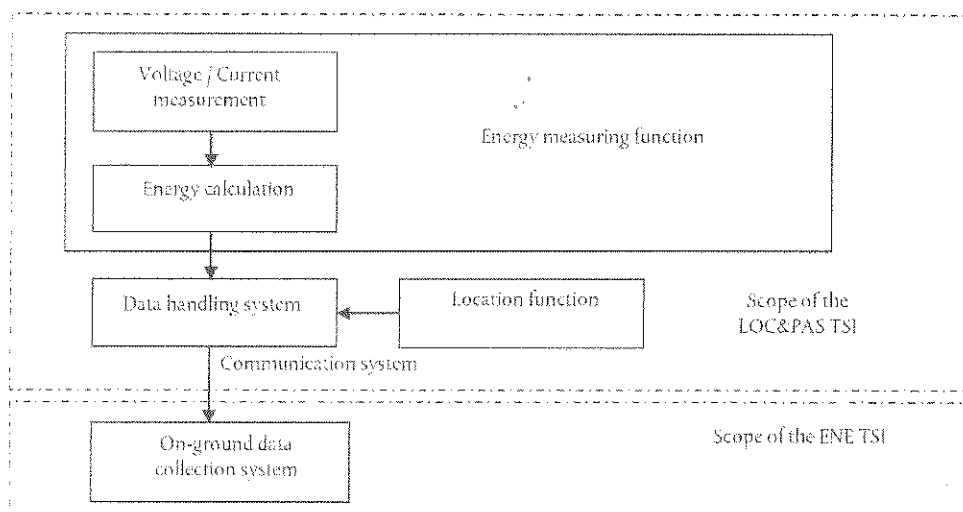 Voltage / Current
measurement
Energy measuring function
Energy calculation
Data handling system
Location function
Scope of the
LOC&PAS TSI
Communication system
On-ground data
collection system
Scope of the ENE TSI